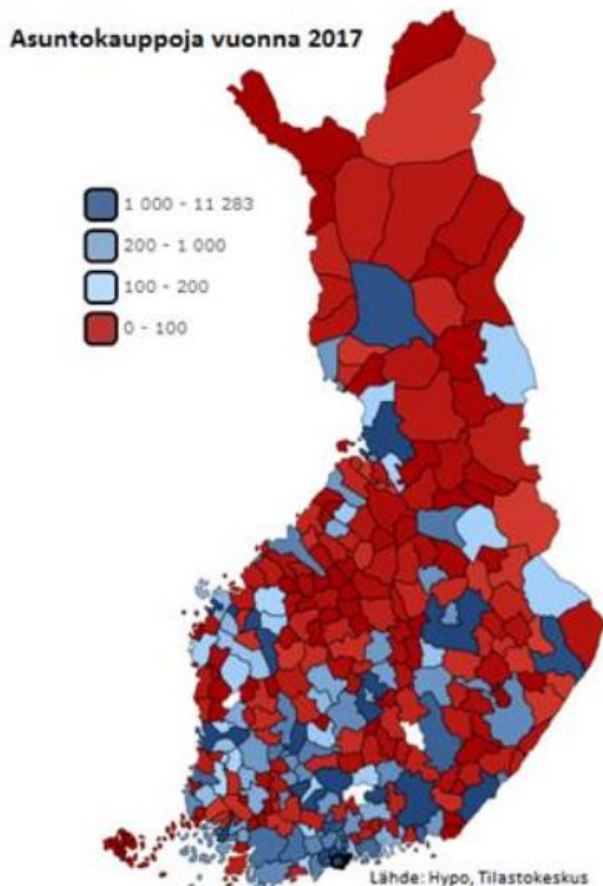 Asuntokauppoja vuonna 2017
1 000 - 11 283
200 - 1 000
100 - 200
0 - 100
Lähde: Hypo, Tilastokeskus